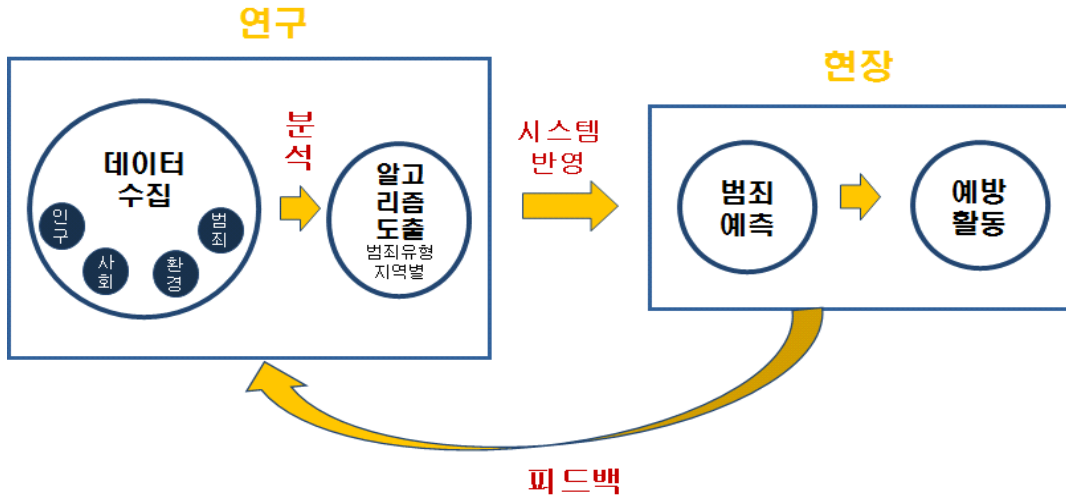 연구
데이터
수집
인
구
사
회
환
경
범
죄
분
석
알고
리즘
도출
범죄유형
지역별
시스템
반영
현장
범죄
예측
예방
활동
피드백